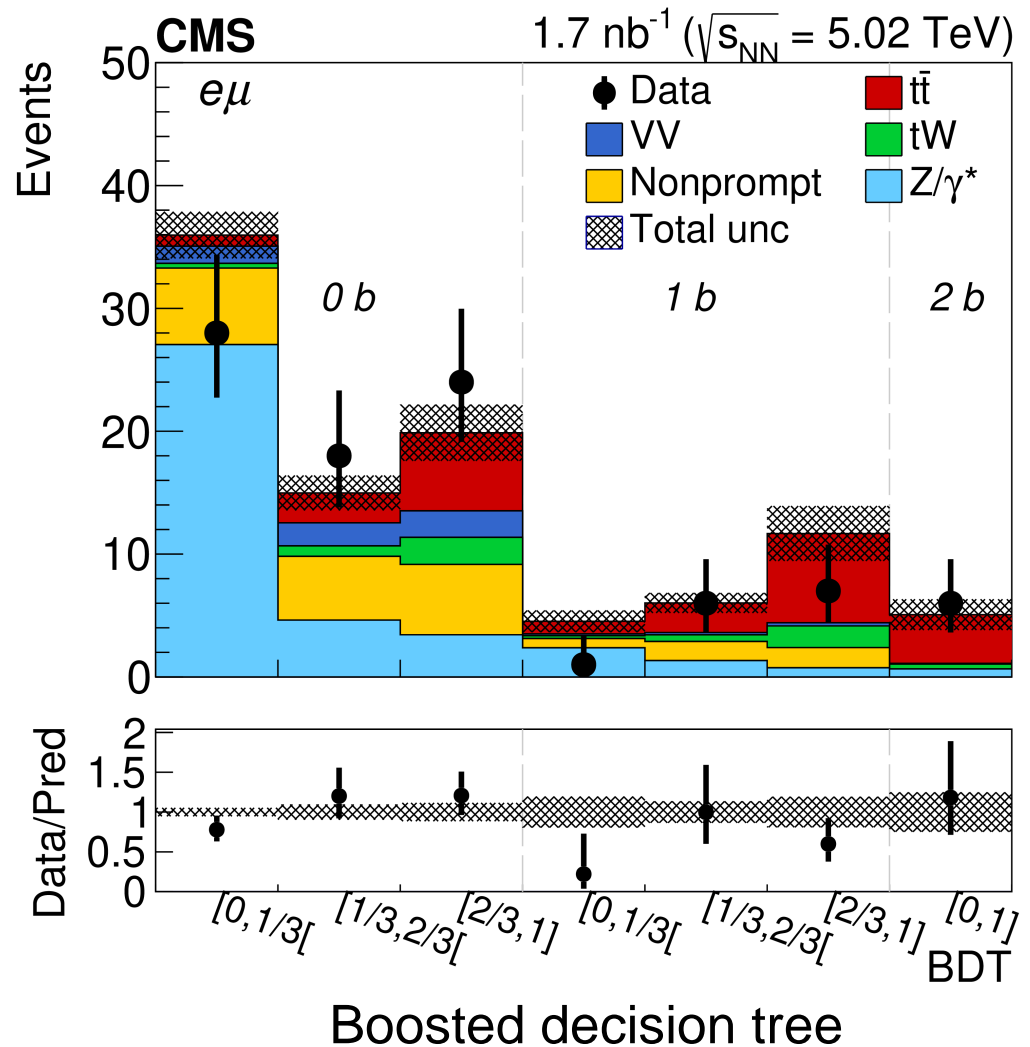 CMS 1.7 nb⁻¹ (√s_NN = 5.02 TeV)
eμ
Data
tt̄
VV
tW
Nonprompt
Z/γ*
Total unc
0 b
1 b
2 b
Events
50
40
30
20
10
0
Data/Pred
2
1.5
1
0.5
0
[0,1/3[
[1/3,2/3[
[2/3,1]
[0,1/3[
[1/3,2/3[
[2/3,1]
[0,1]
BDT
Boosted decision tree